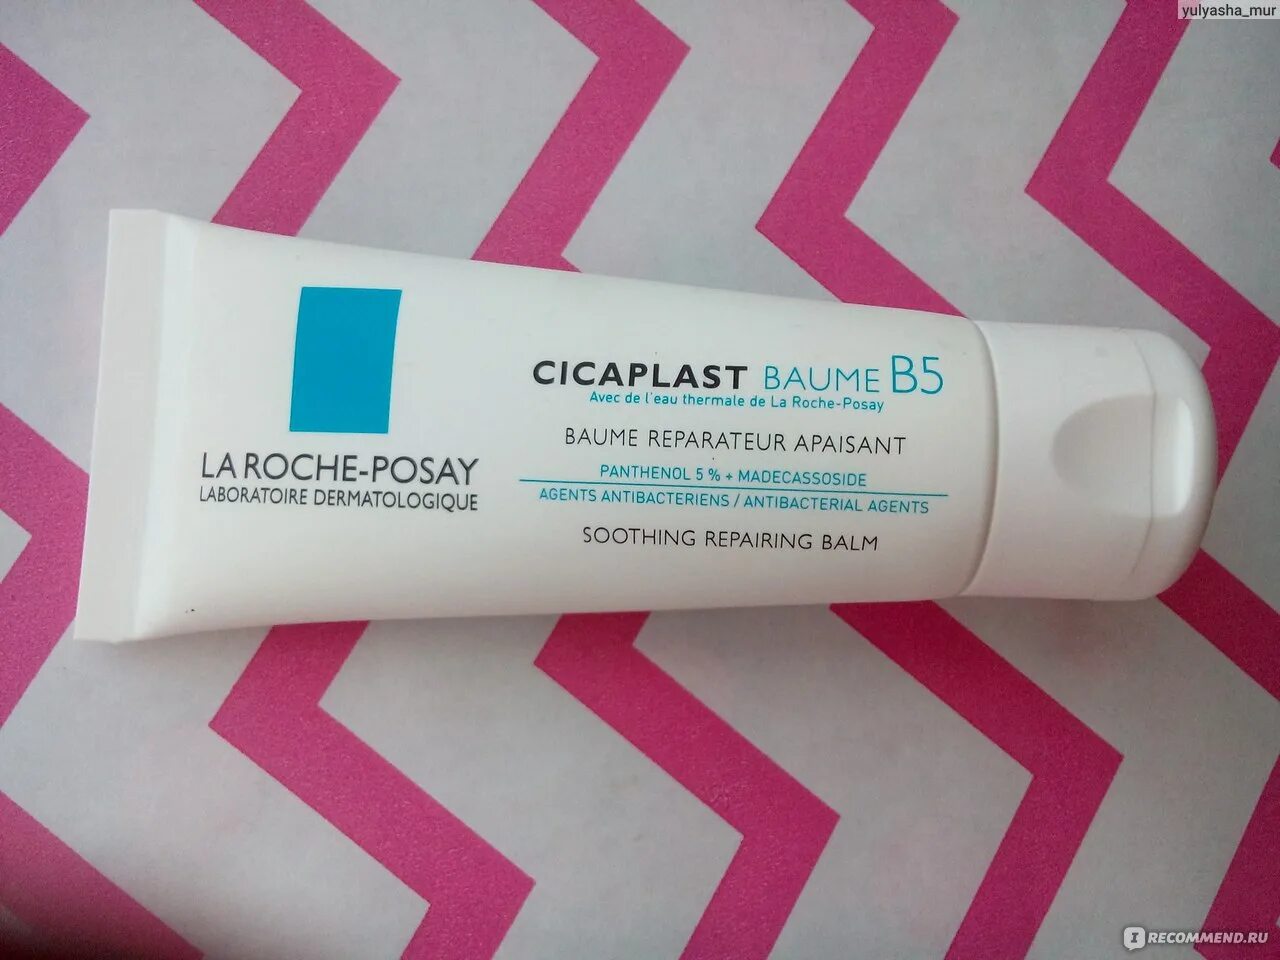 yulyasha_mur
LA ROCHE-POSAY
LABORATOIRE DERMATOLOGIQUE
CICAPLAST BAUME B5
Avec de l'eau thermale de La Roche-Posay
BAUME REPARATEUR APAISANT
PANTHENOL 5 % + MADECASSOSIDE
AGENTS ANTIBACTERIENS / ANTIBACTERIAL AGENTS
SOOTHING REPAIRING BALM
IRECOMMEND.RU